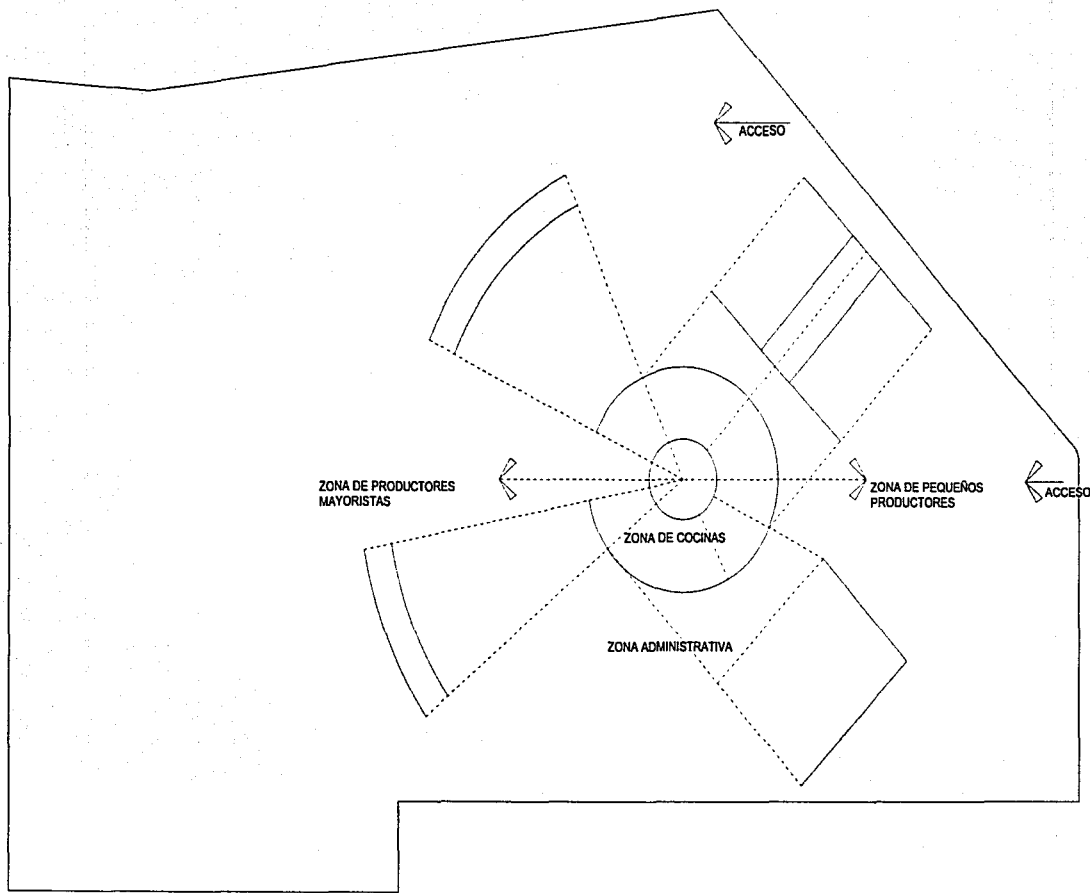 ACCESO
ZONA DE PRODUCTORES
MAYORISTAS
ZONA DE PEQUEÑOS
PRODUCTORES
ACCESO
ZONA DE COCINAS
ZONA ADMINISTRATIVA